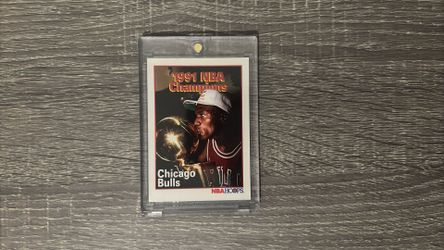 1991 NBA
Champions
Chicago
Bulls
NBA HOOPS